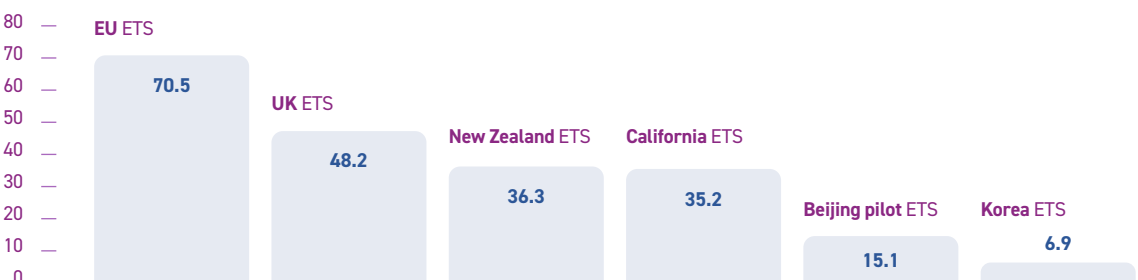 80
70
60
50
40
30
20
10
0
EU ETS
70.5
UK ETS
48.2
New Zealand ETS
36.3
California ETS
35.2
Beijing pilot ETS
15.1
Korea ETS
6.9